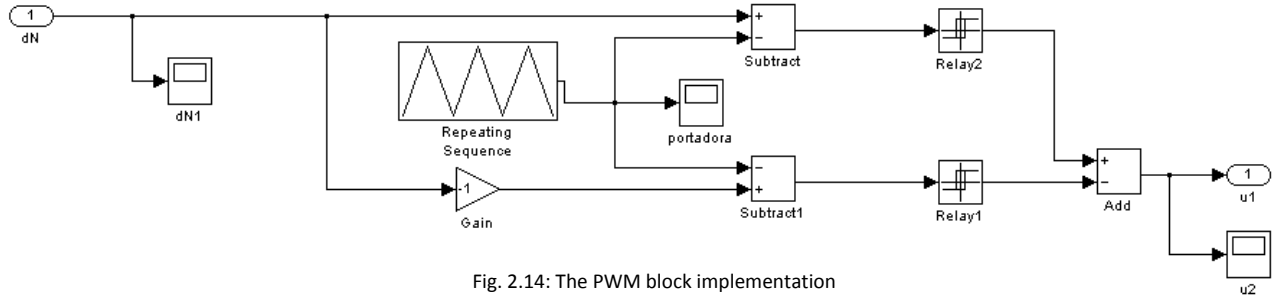 1
dN
dN1
Repeating
Sequence
portadora
+
−
Subtract
Relay2
-1
Gain
−
+
Subtract1
Relay1
+
−
Add
1
u1
u2
Fig. 2.14: The PWM block implementation